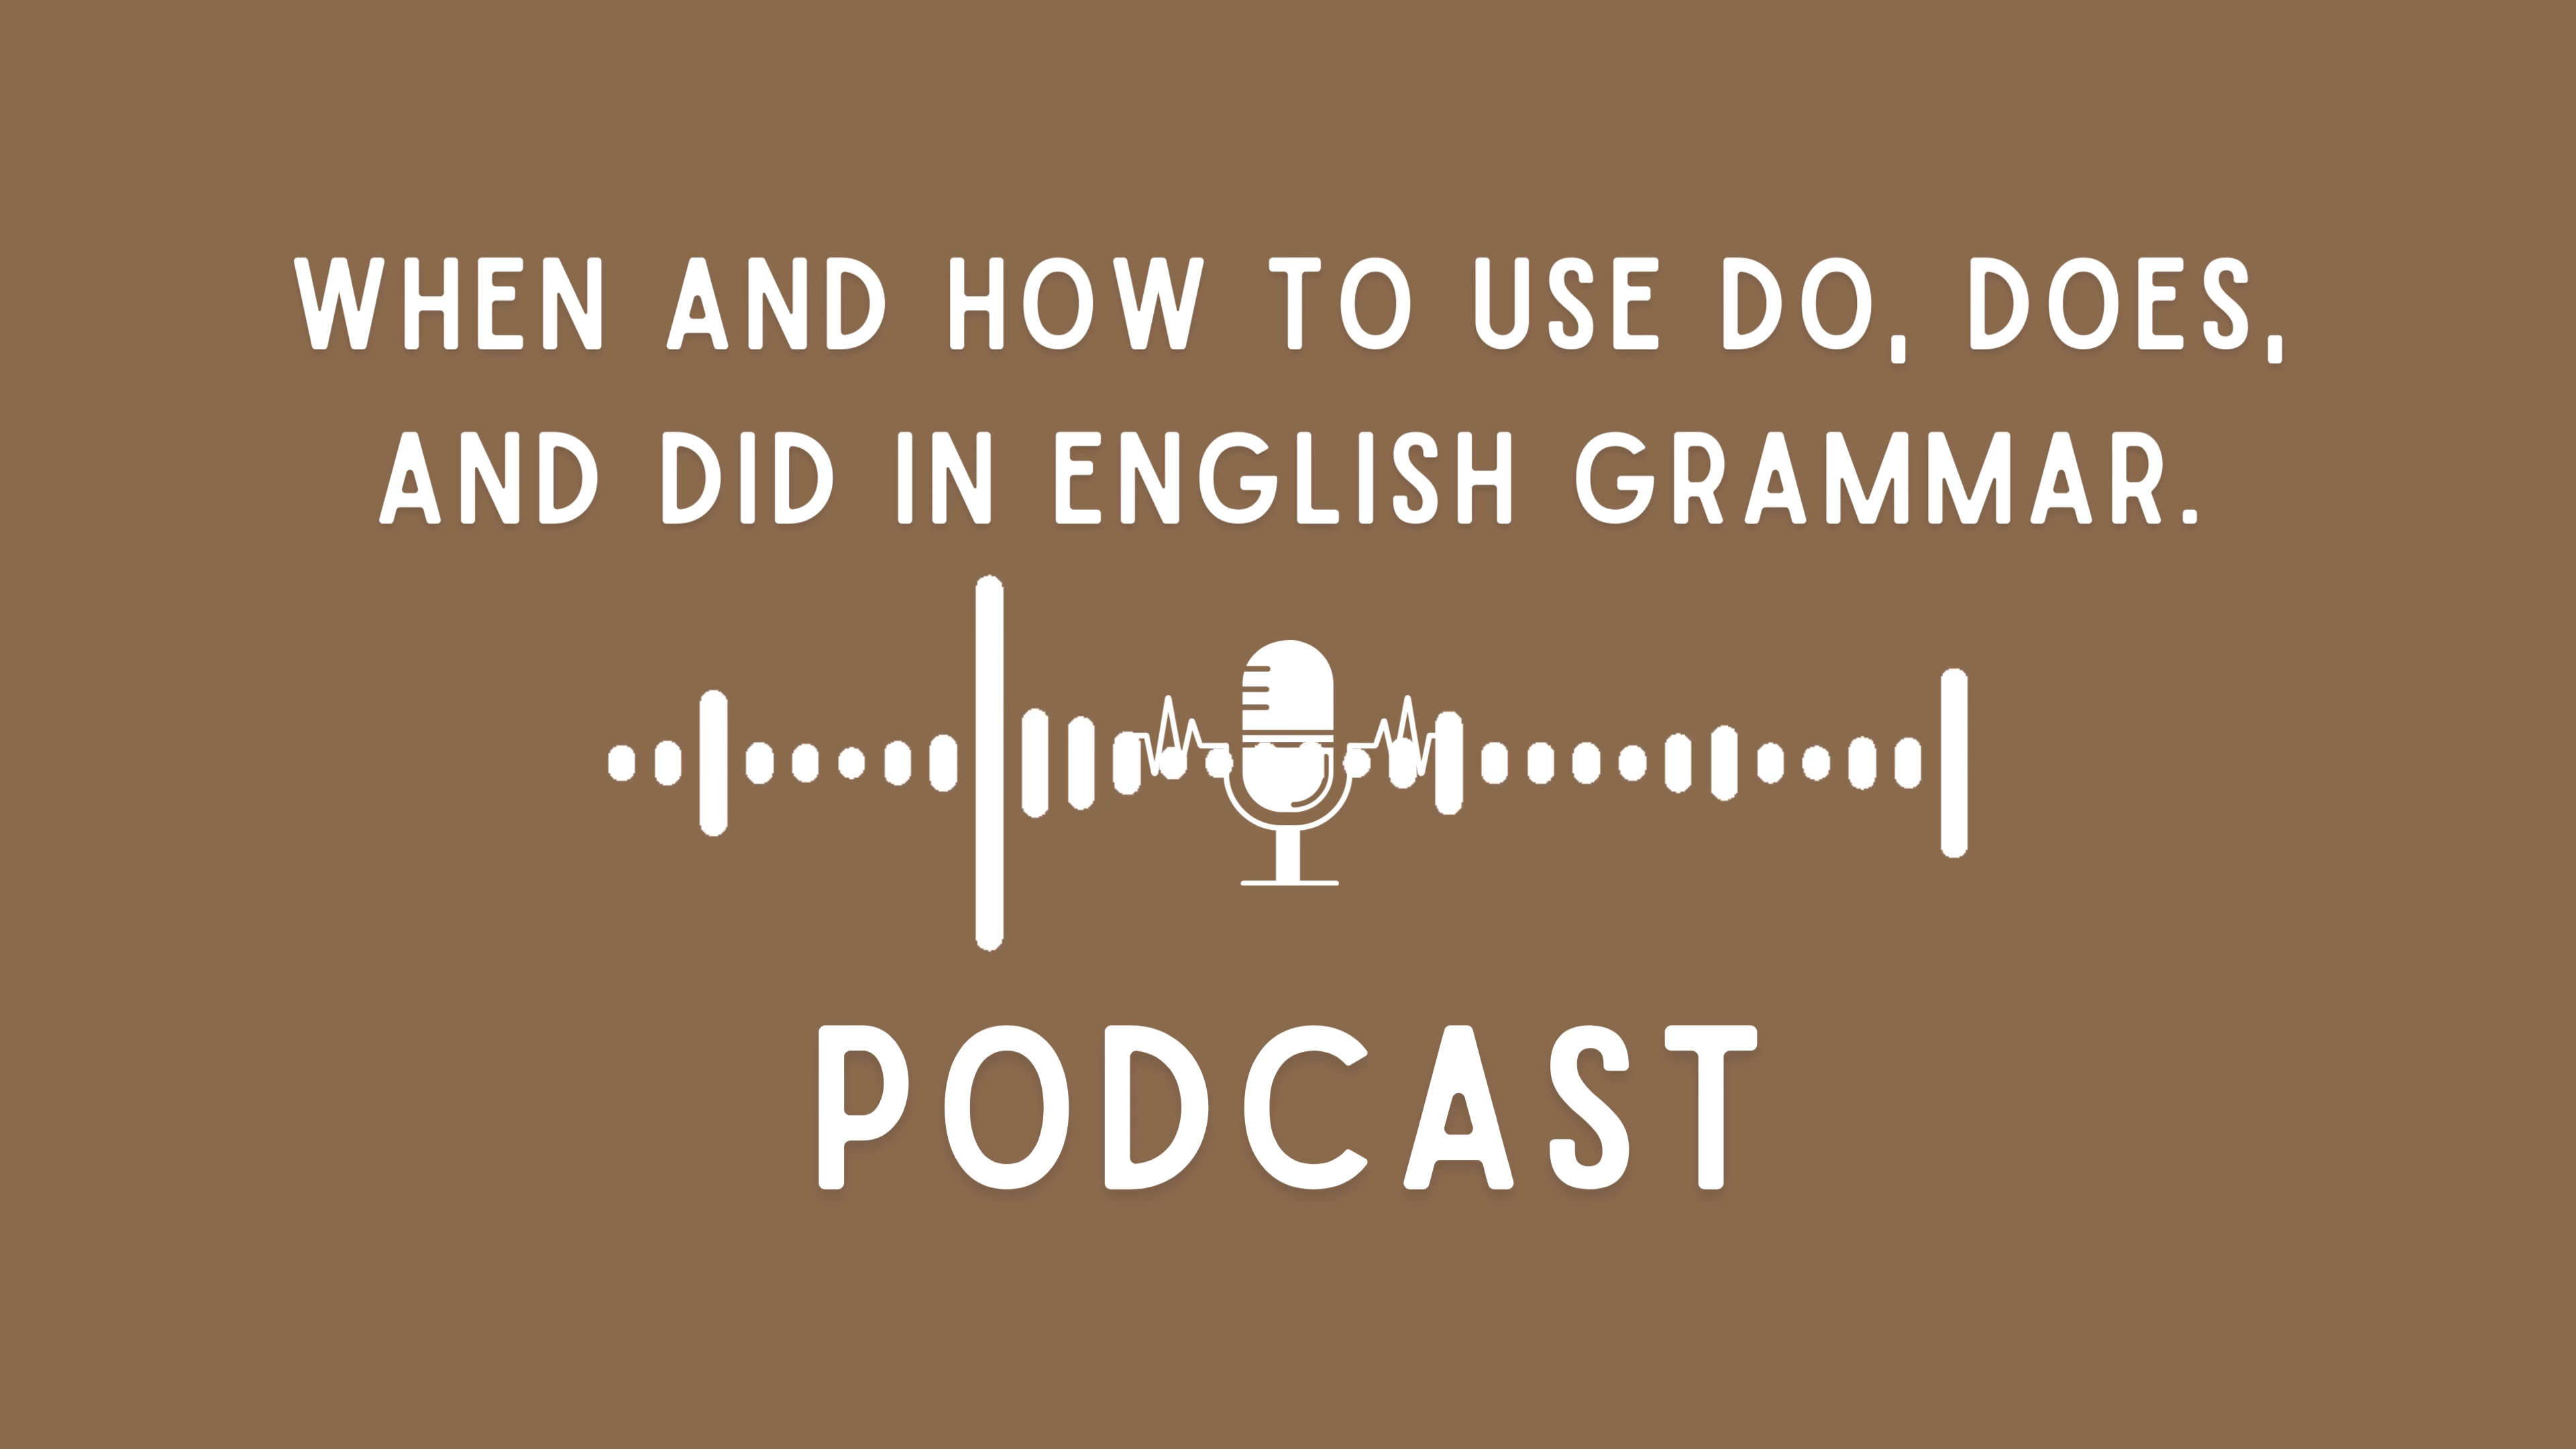 WHEN AND HOW TO USE DO, DOES,
AND DID IN ENGLISH GRAMMAR.
PODCAST